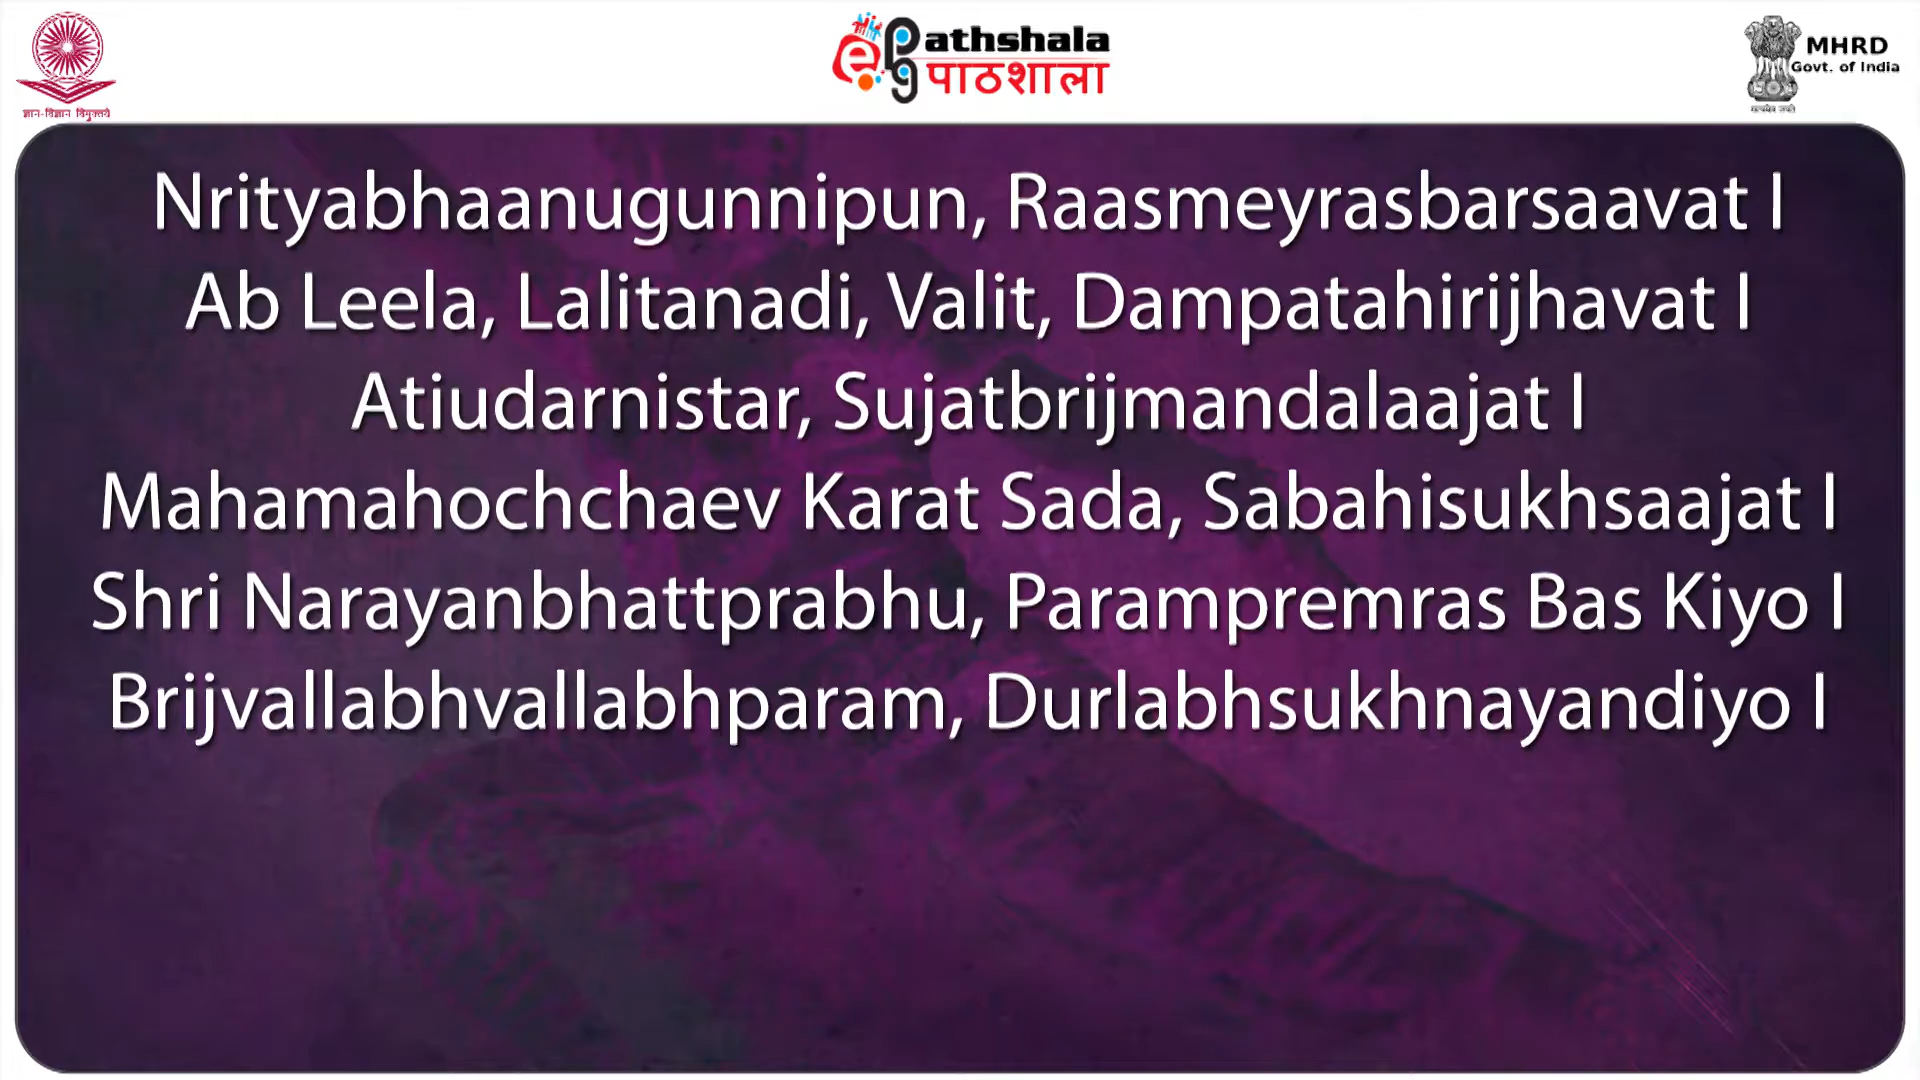 ज्ञान-विज्ञान विमुक्तये
athshala
पाठशाला
MHRD
Govt. of India
Nrityabhaanugunnipun, Raasmeyrasbarsaavat I
Ab Leela, Lalitanadi, Valit, Dampatahirijhavat I
Atiudarnistar, Sujatbrijmandalaajat I
Mahamahochchaev Karat Sada, Sabahisukhsaajat I
Shri Narayanbhattprabhu, Parampremras Bas Kiyo I
Brijvallabhvallabhparam, Durlabhsukhnayandiyo I